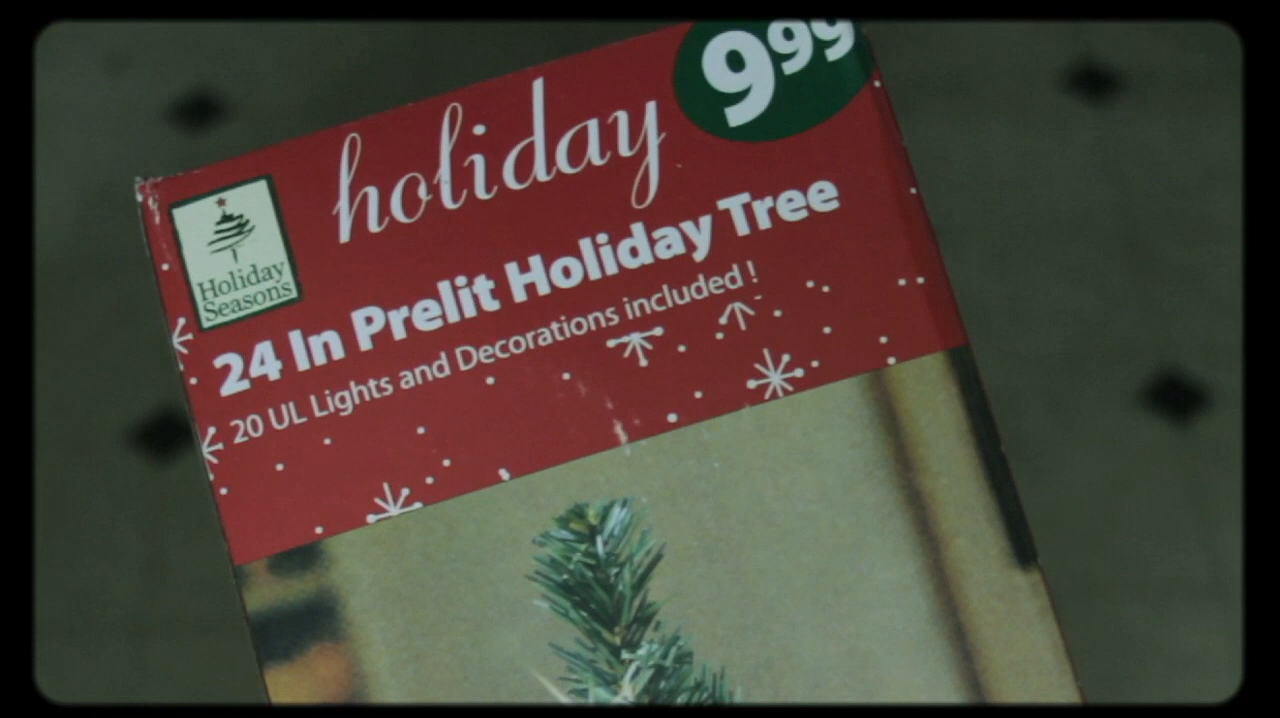 9 99
holiday
Holiday
Seasons
24 In Prelit Holiday Tree
20 UL Lights and Decorations included !